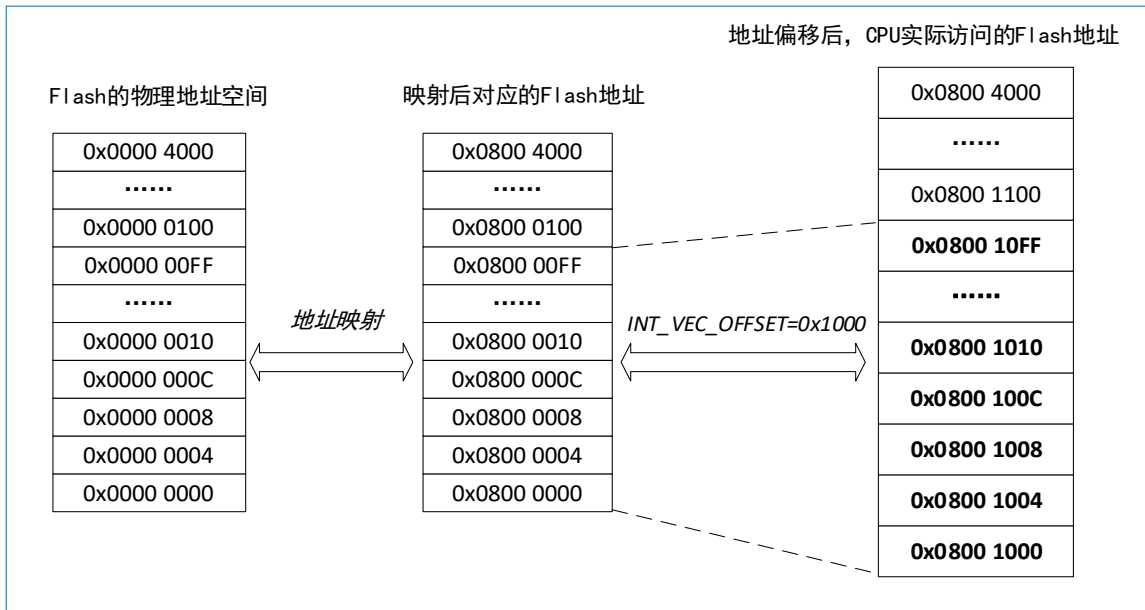 地址偏移后，CPU实际访问的Flash地址
Flash的物理地址空间
映射后对应的Flash地址
0x0000 4000
······
0x0000 0100
0x0000 00FF
······
0x0000 0010
0x0000 000C
0x0000 0008
0x0000 0004
0x0000 0000
地址映射
0x0800 4000
······
0x0800 0100
0x0800 00FF
······
0x0800 0010
0x0800 000C
0x0800 0008
0x0800 0004
0x0800 0000
INT_VEC_OFFSET=0x1000
0x0800 4000
······
0x0800 1100
0x0800 10FF
······
0x0800 1010
0x0800 100C
0x0800 1008
0x0800 1004
0x0800 1000